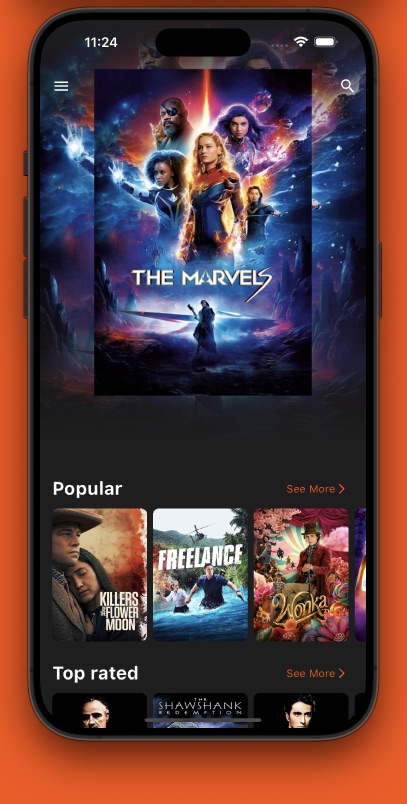 11:24
THE MARVELS
Popular
See More
KILLERS
OF THE FLOWER
MOON
FREELANCE
Wonka
Top rated
See More
THE
SHAWSHANK
REDEMPTION